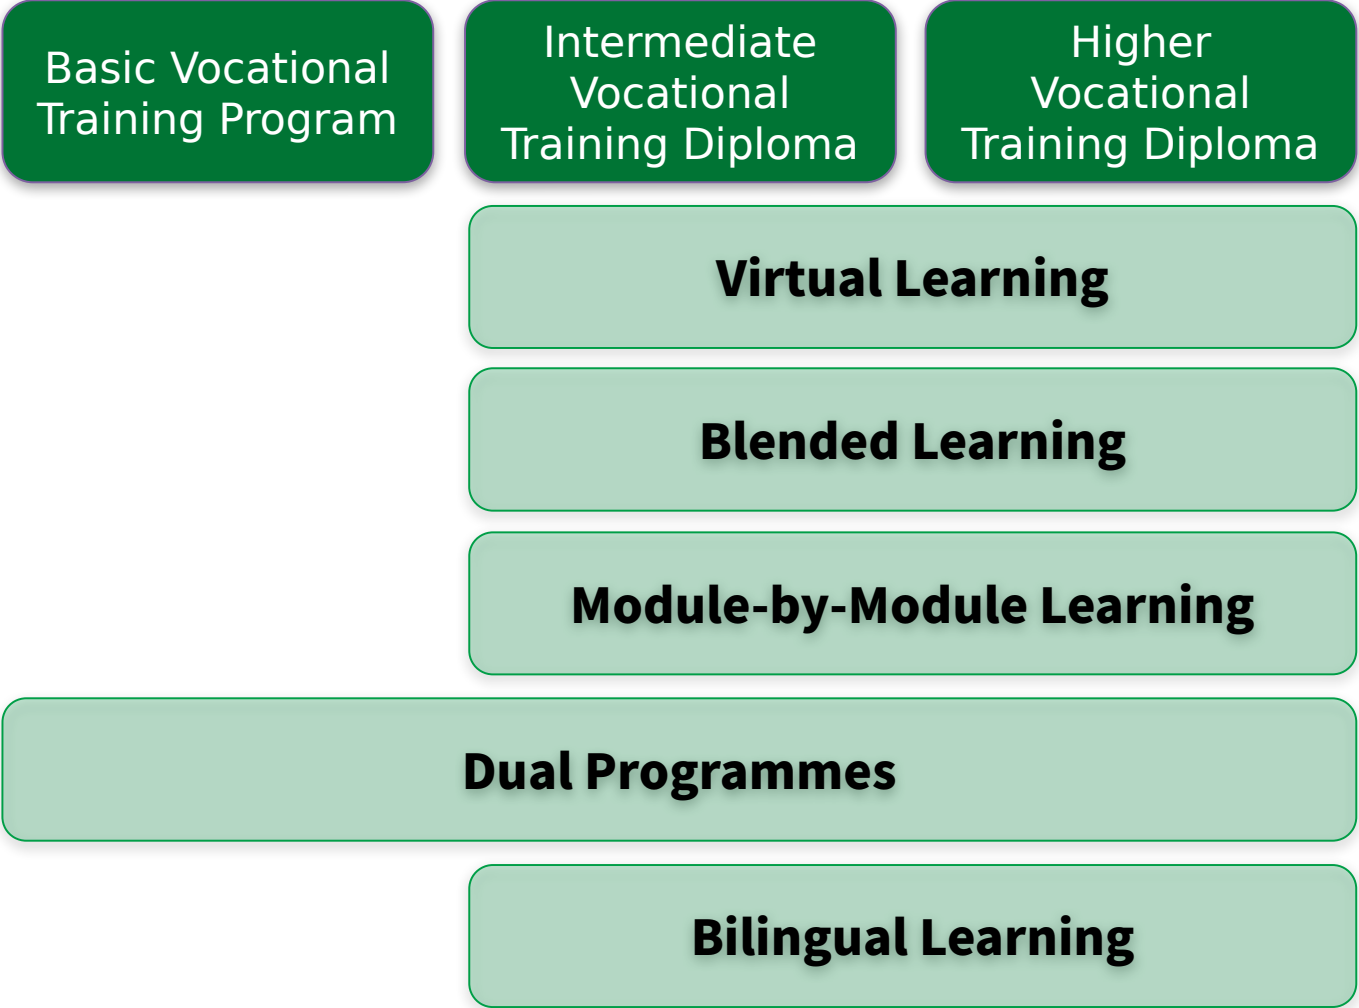 Basic Vocational
Training Program
Intermediate
Vocational
Training Diploma
Higher
Vocational
Training Diploma
Virtual Learning
Blended Learning
Module-by-Module Learning
Dual Programmes
Bilingual Learning